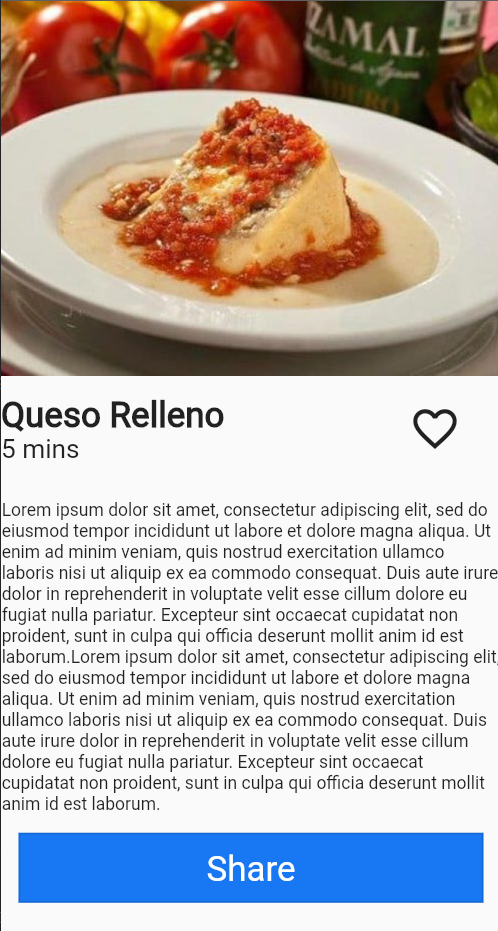 ZAMAL
Queso Relleno
5 mins
Lorem ipsum dolor sit amet, consectetur adipiscing elit, sed do
eiusmod tempor incididunt ut labore et dolore magna aliqua. Ut
enim ad minim veniam, quis nostrud exercitation ullamco
laboris nisi ut aliquip ex ea commodo consequat. Duis aute irure
dolor in reprehenderit in voluptate velit esse cillum dolore eu
fugiat nulla pariatur. Excepteur sint occaecat cupidatat non
proident, sunt in culpa qui officia deserunt mollit anim id est
laborum.Lorem ipsum dolor sit amet, consectetur adipiscing elit,
sed do eiusmod tempor incididunt ut labore et dolore magna
aliqua. Ut enim ad minim veniam, quis nostrud exercitation
ullamco laboris nisi ut aliquip ex ea commodo consequat. Duis
aute irure dolor in reprehenderit in voluptate velit esse cillum
dolore eu fugiat nulla pariatur. Excepteur sint occaecat
cupidatat non proident, sunt in culpa qui officia deserunt mollit
anim id est laborum.
Share